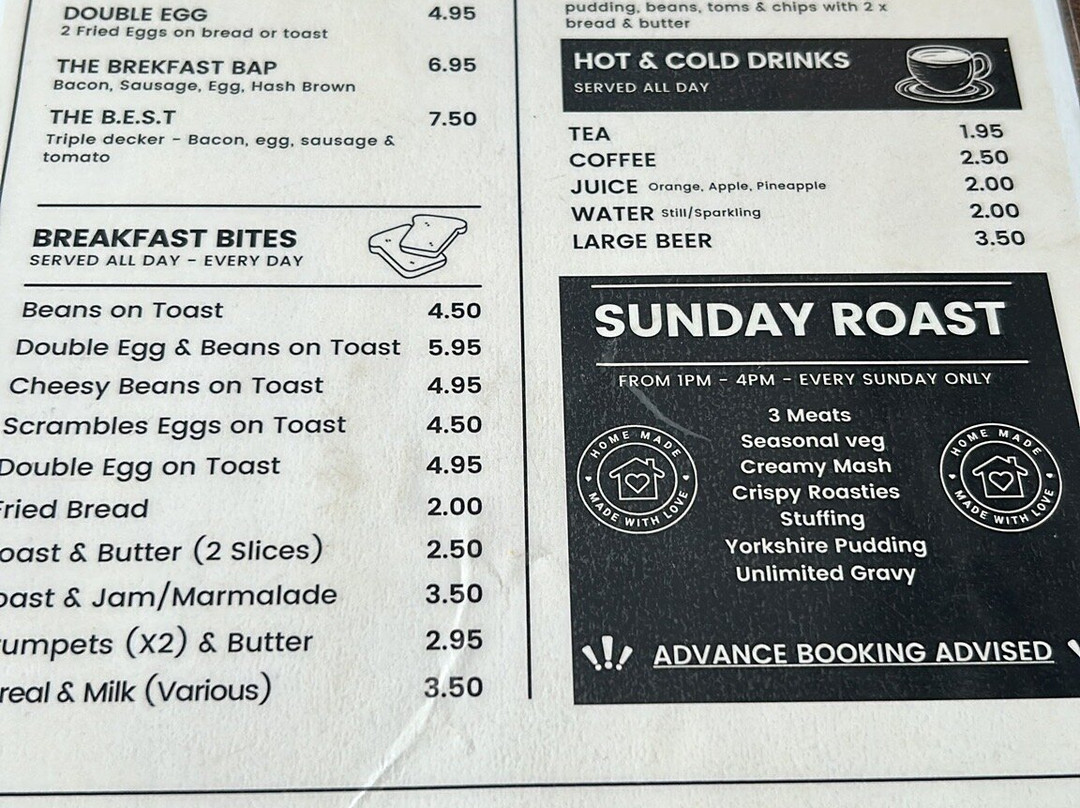 DOUBLE EGG 4.95
2 Fried Eggs on bread or toast
THE BREKFAST BAP 6.95
Bacon, Sausage, Egg, Hash Brown
THE B.E.S.T 7.50
Triple decker - Bacon, egg, sausage &
tomato
BREAKFAST BITES
SERVED ALL DAY - EVERY DAY
Beans on Toast 4.50
Double Egg & Beans on Toast 5.95
Cheesy Beans on Toast 4.95
Scrambles Eggs on Toast 4.50
Double Egg on Toast 4.95
Fried Bread 2.00
oast & Butter (2 Slices) 2.50
oast & Jam/Marmalade 3.50
rumpets (X2) & Butter 2.95
real & Milk (Various) 3.50
pudding, beans, toms & chips with 2 x
bread & butter
HOT & COLD DRINKS
SERVED ALL DAY
TEA 1.95
COFFEE 2.50
JUICE Orange, Apple, Pineapple 2.00
WATER Still/Sparkling 2.00
LARGE BEER 3.50
SUNDAY ROAST
FROM 1PM - 4PM - EVERY SUNDAY ONLY
3 Meats
Seasonal veg
Creamy Mash
Crispy Roasties
Stuffing
Yorkshire Pudding
Unlimited Gravy
HOME MADE
MADE WITH LOVE
HOME MADE
MADE WITH LOVE
!!! ADVANCE BOOKING ADVISED